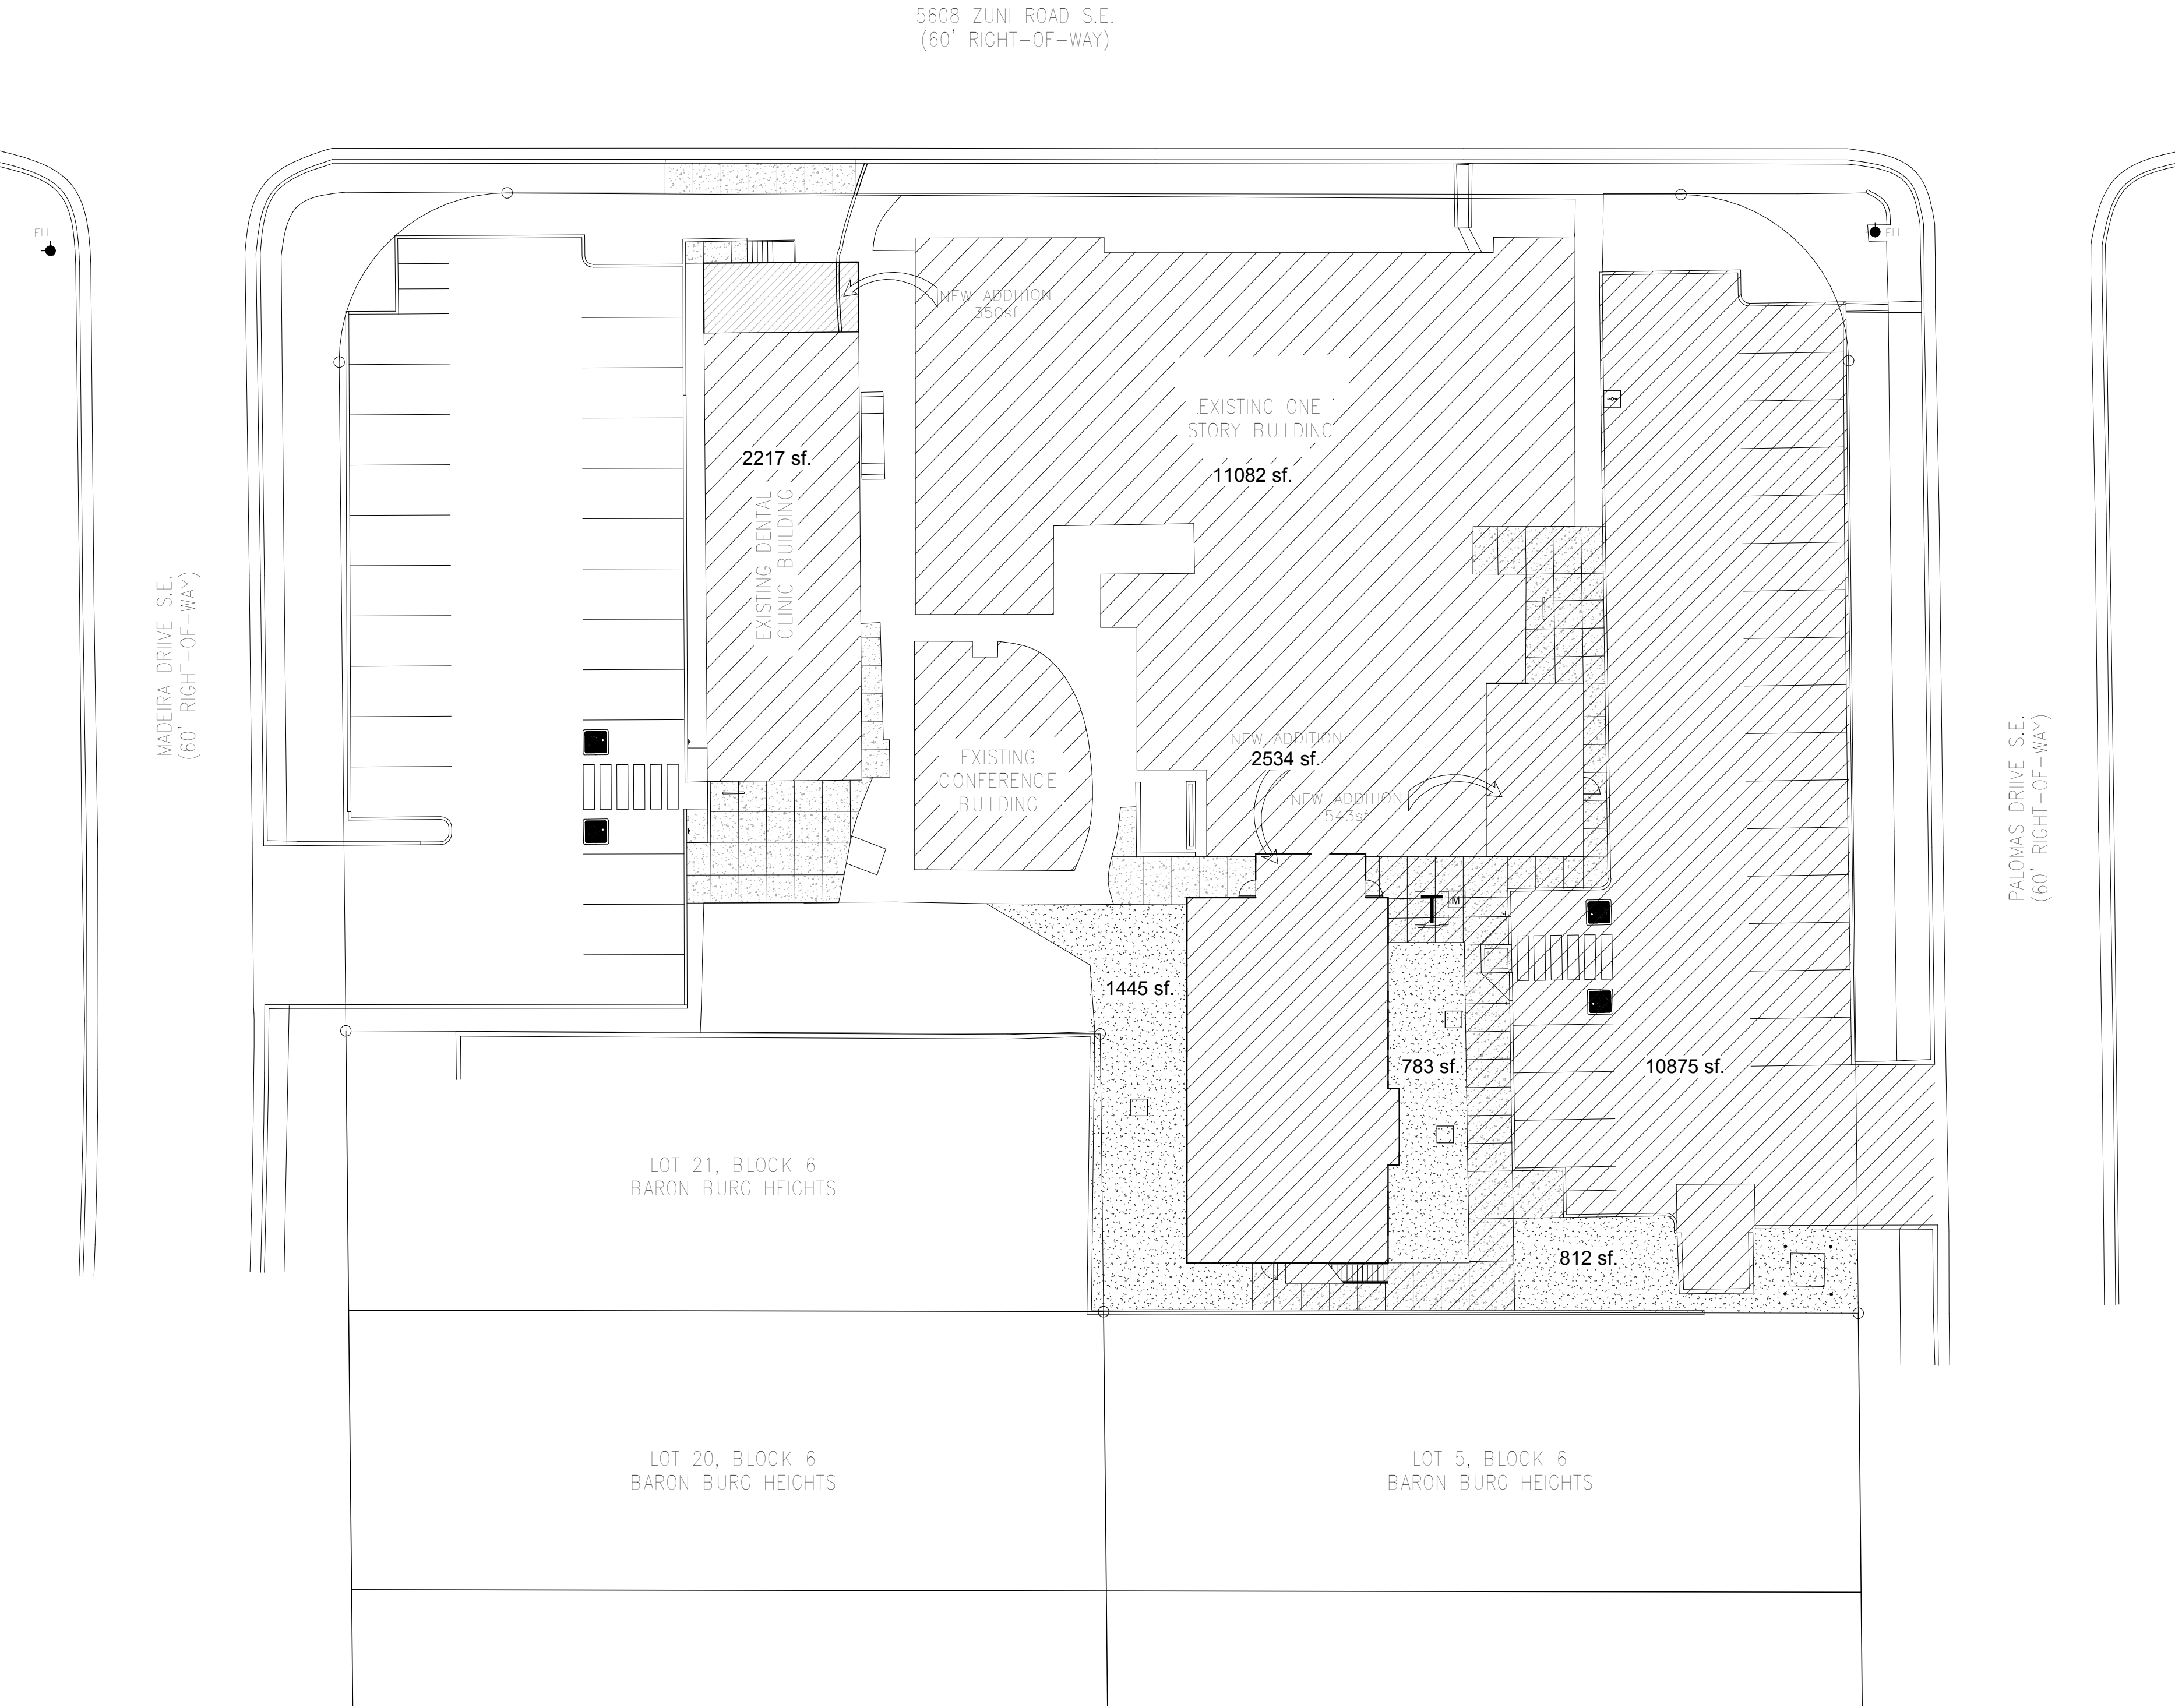 5608 ZUNI ROAD S.E.
(60' RIGHT-OF-WAY)
FH
FH
NEW ADDITION
350sf
EXISTING ONE
STORY BUILDING
11082 sf.
2217 sf.
EXISTING DENTAL
CLINIC BUILDING
MADEIRA DRIVE S.E.
(60' RIGHT-OF-WAY)
PALOMAS DRIVE S.E.
(60' RIGHT-OF-WAY)
EXISTING
CONFERENCE
BUILDING
NEW ADDITION
2534 sf.
NEW ADDITION
543sf
T
M
1445 sf.
783 sf.
10875 sf.
LOT 21, BLOCK 6
BARON BURG HEIGHTS
812 sf.
LOT 20, BLOCK 6
BARON BURG HEIGHTS
LOT 5, BLOCK 6
BARON BURG HEIGHTS